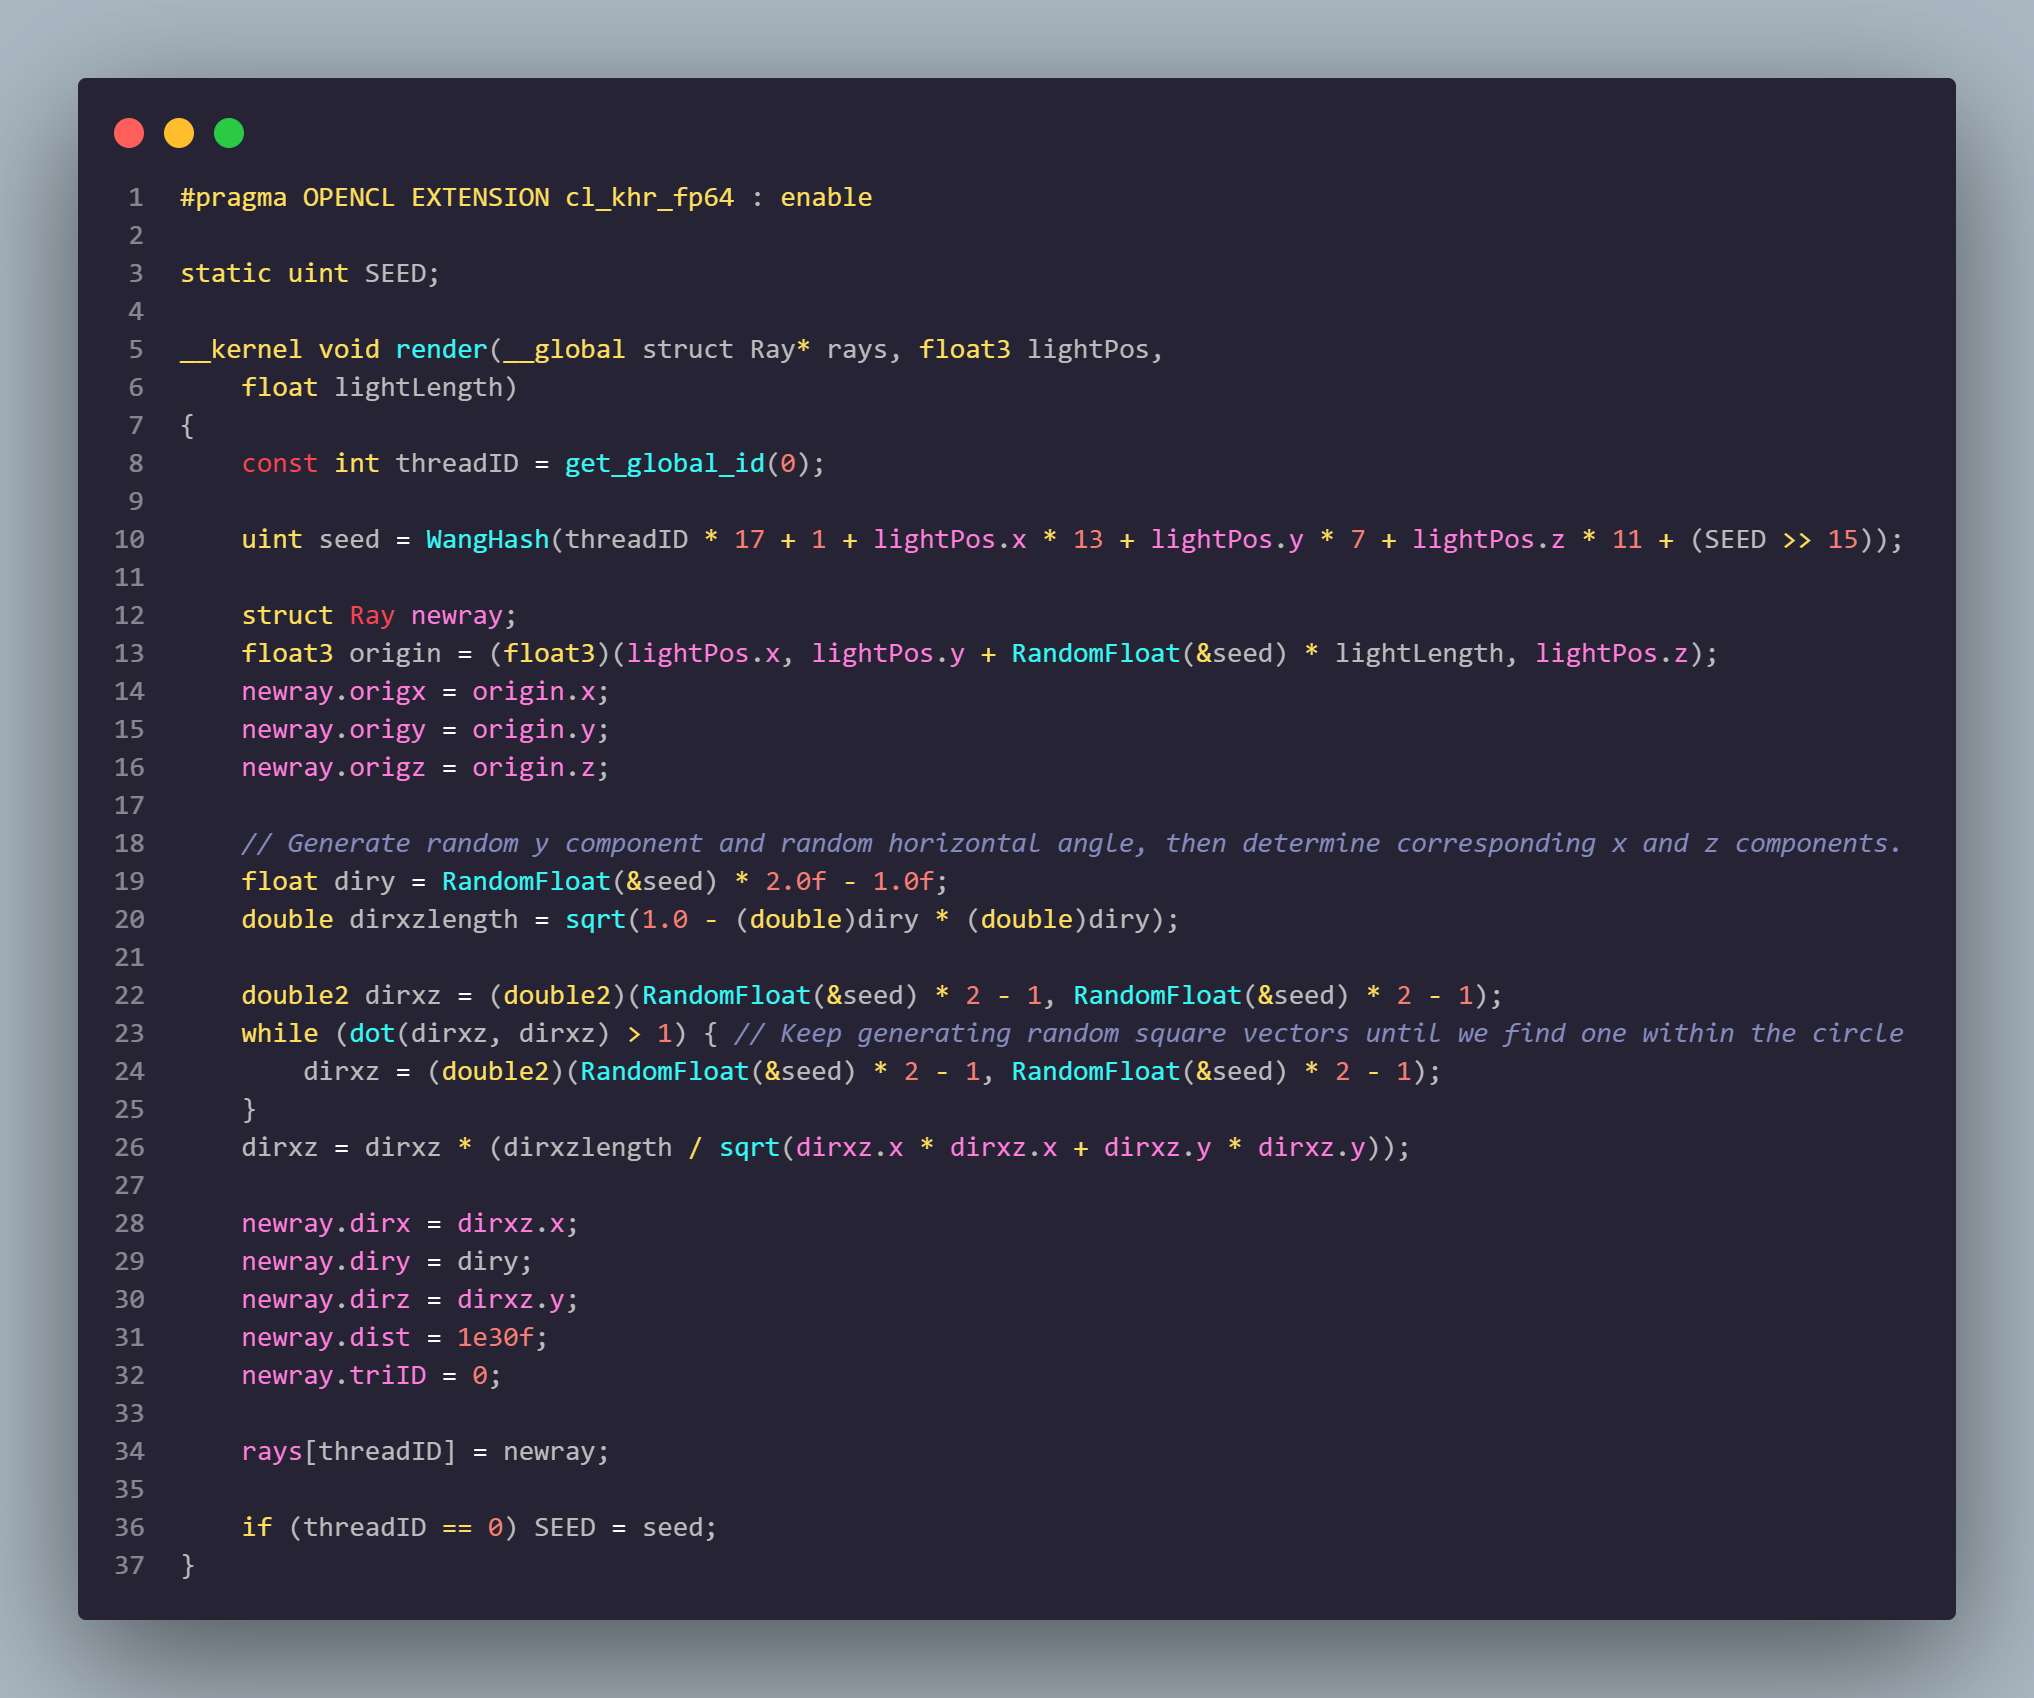 1 #pragma OPENCL EXTENSION cl_khr_fp64 : enable
2
3 static uint SEED;
4
5 __kernel void render(__global struct Ray* rays, float3 lightPos,
6     float lightLength)
7 {
8     const int threadID = get_global_id(0);
9
10     uint seed = WangHash(threadID * 17 + 1 + lightPos.x * 13 + lightPos.y * 7 + lightPos.z * 11 + (SEED >> 15));
11
12     struct Ray newray;
13     float3 origin = (float3)(lightPos.x, lightPos.y + RandomFloat(&seed) * lightLength, lightPos.z);
14     newray.origx = origin.x;
15     newray.origy = origin.y;
16     newray.origz = origin.z;
17
18     // Generate random y component and random horizontal angle, then determine corresponding x and z components.
19     float diry = RandomFloat(&seed) * 2.0f - 1.0f;
20     double dirxzlength = sqrt(1.0 - (double)diry * (double)diry);
21
22     double2 dirxz = (double2)(RandomFloat(&seed) * 2 - 1, RandomFloat(&seed) * 2 - 1);
23     while (dot(dirxz, dirxz) > 1) { // Keep generating random square vectors until we find one within the circle
24         dirxz = (double2)(RandomFloat(&seed) * 2 - 1, RandomFloat(&seed) * 2 - 1);
25     }
26     dirxz = dirxz * (dirxzlength / sqrt(dirxz.x * dirxz.x + dirxz.y * dirxz.y));
27
28     newray.dirx = dirxz.x;
29     newray.diry = diry;
30     newray.dirz = dirxz.y;
31     newray.dist = 1e30f;
32     newray.triID = 0;
33
34     rays[threadID] = newray;
35
36     if (threadID == 0) SEED = seed;
37 }